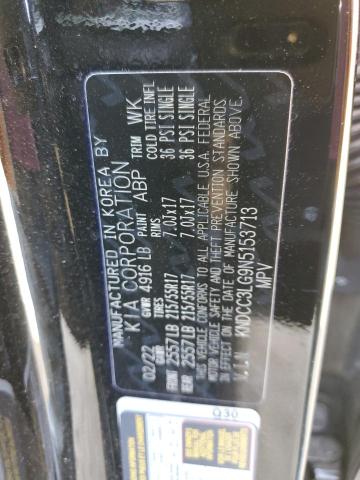 MANUFACTURED IN KOREA BY
KIA CORPORATION
02/22 GVWR 4916 LB PAINT ABP TRIM WK
GAWR TIRES RIMS COLD TIRE INFL
FRONT 2557 LB 215/55R17 7.0JX17 36 PSI SINGLE
REAR 2557 LB 215/55R17 7.0JX17 36 PSI SINGLE
THIS VEHICLE CONFORMS TO ALL APPLICABLE U.S.A. FEDERAL
MOTOR VEHICLE SAFETY AND THEFT PREVENTION STANDARDS
IN EFFECT ON THE DATE OF MANUFACTURE SHOWN ABOVE.
V.I.N. KNDCC3LG9N5153713
MPV
Q30